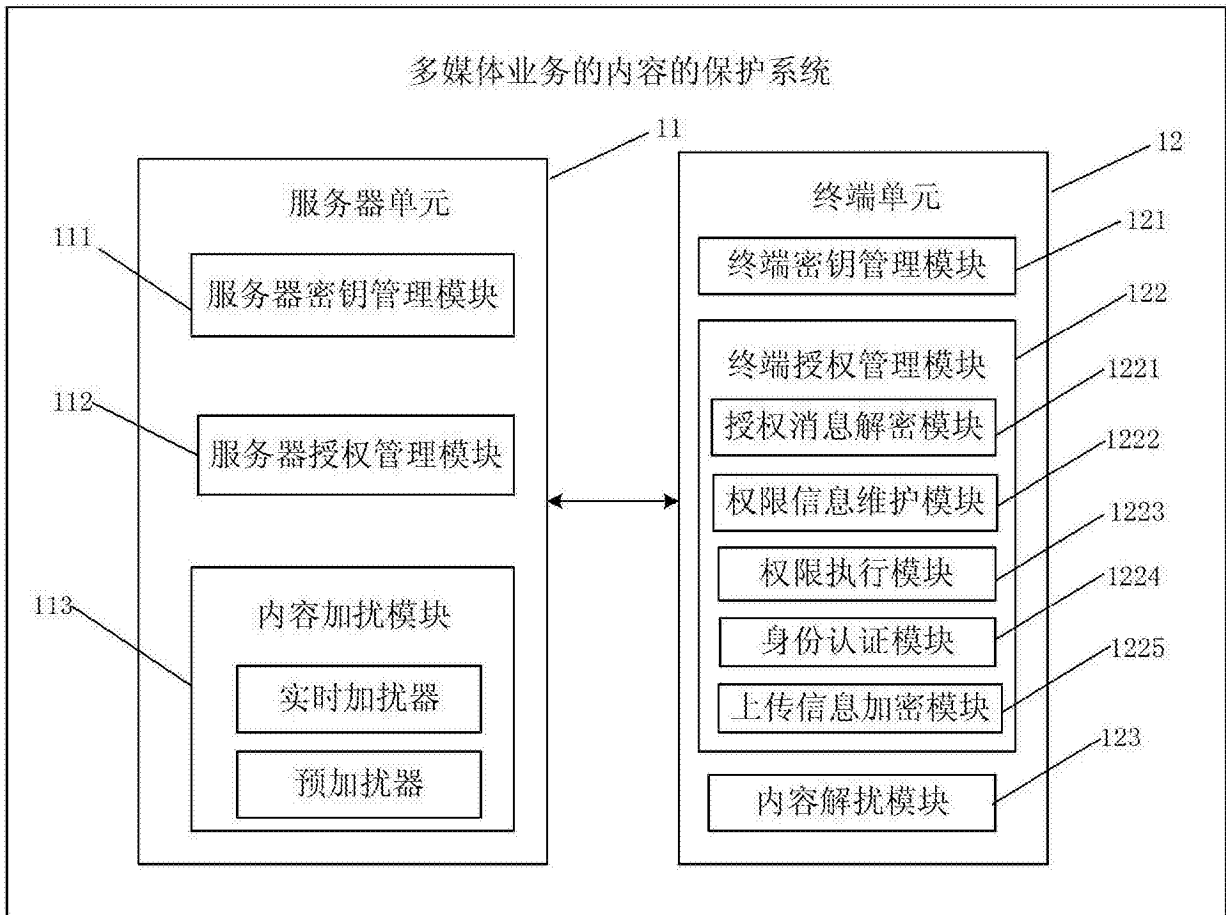 多媒体业务的内容的保护系统
11
服务器单元
111
服务器密钥管理模块
112
服务器授权管理模块
113
内容加扰模块
实时加扰器
预加扰器
12
终端单元
121
终端密钥管理模块
122
终端授权管理模块
1221
授权消息解密模块
1222
权限信息维护模块
1223
权限执行模块
1224
身份认证模块
1225
上传信息加密模块
123
内容解扰模块